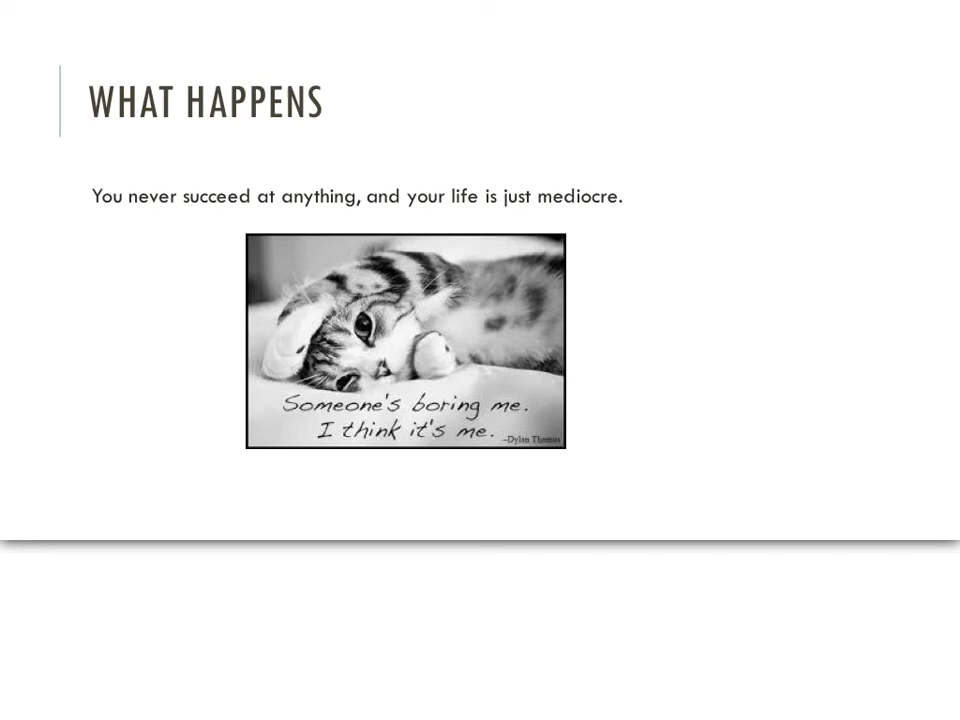 WHAT HAPPENS
You never succeed at anything, and your life is just mediocre.
Someone's boring me.
I think it's me.
–Dylan Thomas